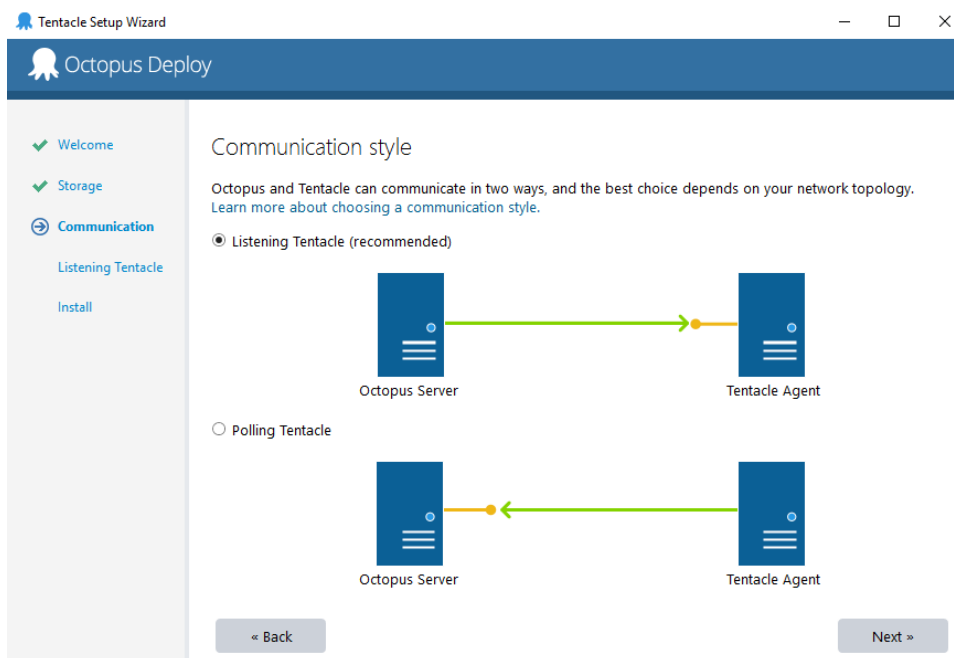 Tentacle Setup Wizard
Octopus Deploy
Welcome
Storage
Communication
Listening Tentacle
Install
Communication style
Octopus and Tentacle can communicate in two ways, and the best choice depends on your network topology.
Learn more about choosing a communication style.
Listening Tentacle (recommended)
Octopus Server
Tentacle Agent
Polling Tentacle
Octopus Server
Tentacle Agent
« Back
Next »